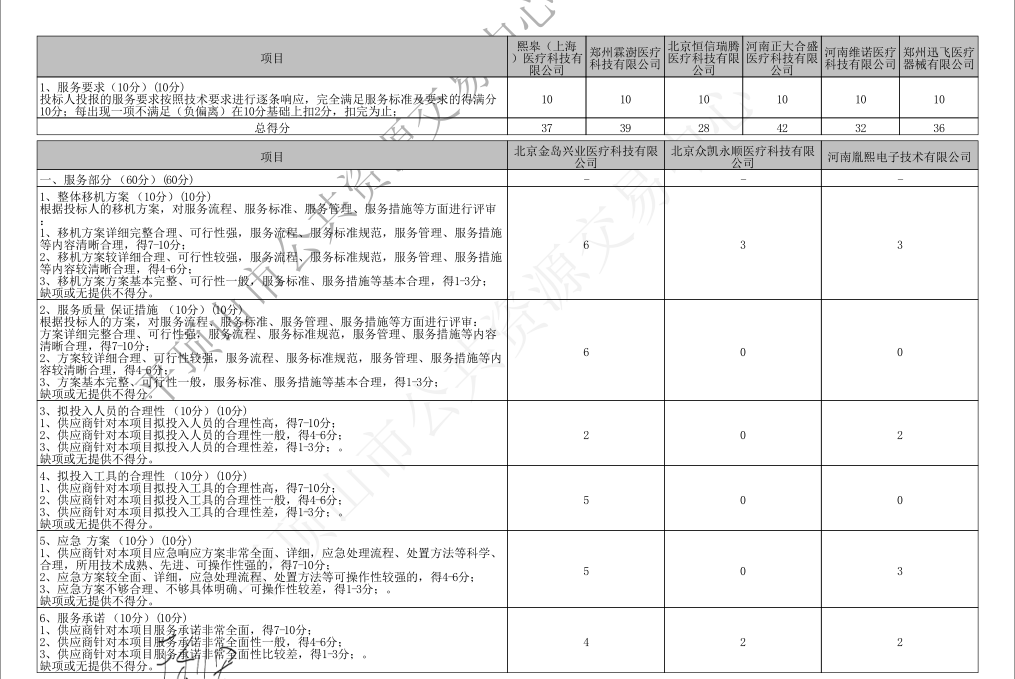 项目
熙皋（上海）医疗科技有限公司
郑州霖澍医疗科技有限公司
北京恒信瑞腾医疗科技有限公司
河南正大合盛医疗科技有限公司
河南维诺医疗科技有限公司
郑州迅飞医疗器械有限公司
1、服务要求（10分）(10分)
投标人投报的服务要求按照技术要求进行逐条响应，完全满足服务标准及要求的得满分
10分；每出现一项不满足（负偏离）在10分基础上扣2分，扣完为止；
10 10 10 10 10 10
总得分 37 39 28 42 32 36
项目
北京金岛兴业医疗科技有限公司
北京众凯永顺医疗科技有限公司
河南胤熙电子技术有限公司
一、服务部分（60分）(60分) - - -
1、整体移机方案（10分）(10分)
根据投标人的移机方案，对服务流程、服务标准、服务管理、服务措施等方面进行评审
：
1、移机方案详细完整合理、可行性强，服务流程、服务标准规范，服务管理、服务措施
等内容清晰合理，得7-10分；
2、移机方案较详细合理、可行性较强，服务流程、服务标准规范，服务管理、服务措施
等内容较清晰合理，得4-6分；
3、移机方案方案基本完整、可行性一般，服务标准、服务措施等基本合理，得1-3分；
缺项或无提供不得分。
6 3 3
2、服务质量 保证措施 （10分）(10分)
根据投标人的方案，对服务流程、服务标准、服务管理、服务措施等方面进行评审：
方案详细完整合理、可行性强，服务流程、服务标准规范，服务管理、服务措施等内容
清晰合理，得7-10分；
2、方案较详细合理、可行性较强，服务流程、服务标准规范，服务管理、服务措施等内
容较清晰合理，得4-6分；
3、方案基本完整、可行性一般，服务标准、服务措施等基本合理，得1-3分；
缺项或无提供不得分。
6 0 0
3、拟投入人员的合理性（10分）(10分)
1、供应商针对本项目拟投入人员的合理性高，得7-10分；
2、供应商针对本项目拟投入人员的合理性一般，得4-6分；
3、供应商针对本项目拟投入人员的合理性差，得1-3分；。
缺项或无提供不得分。
2 0 2
4、拟投入工具的合理性（10分）(10分)
1、供应商针对本项目拟投入工具的合理性高，得7-10分；
2、供应商针对本项目拟投入工具的合理性一般，得4-6分；
3、供应商针对本项目拟投入工具的合理性差，得1-3分；。
缺项或无提供不得分。
5 0 0
5、应急 方案（10分）(10分)
1、供应商针对本项目应急响应方案非常全面、详细，应急处理流程、处置方法等科学、
合理，所用技术成熟、先进、可操作性强的，得7-10分；
2、应急方案较全面、详细，应急处理流程、处置方法等可操作性较强的，得4-6分；
3、应急方案不够合理、不够具体明确、可操作性较差，得1-3分；。
缺项或无提供不得分。
5 0 3
6、服务承诺（10分）(10分)
1、供应商针对本项目服务承诺非常全面，得7-10分；
2、供应商针对本项目服务承诺非常全面性一般，得4-6分；
3、供应商针对本项目服务承诺非常全面性比较差，得1-3分；。
缺项或无提供不得分。
4 2 2
平顶山市公共资源交易中心
顶山市公共资源交易中心